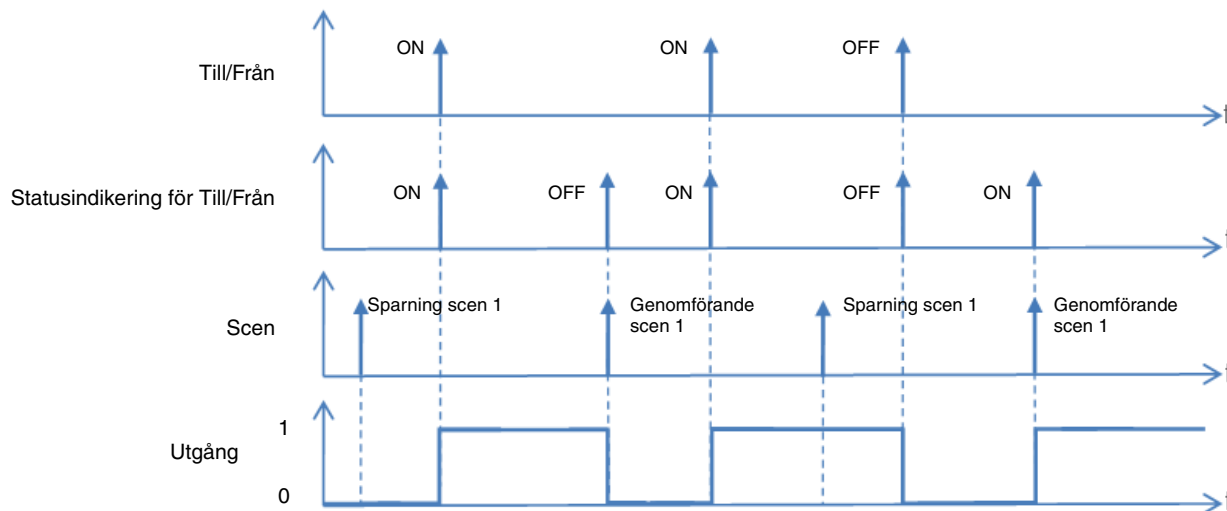 ON
ON
OFF
Till/Från
t
ON
OFF
ON
OFF
ON
Statusindikering för Till/Från
t
Sparning scen 1
Genomförande
scen 1
Sparning scen 1
Genomförande
scen 1
Scen
t
1
Utgång
0
t